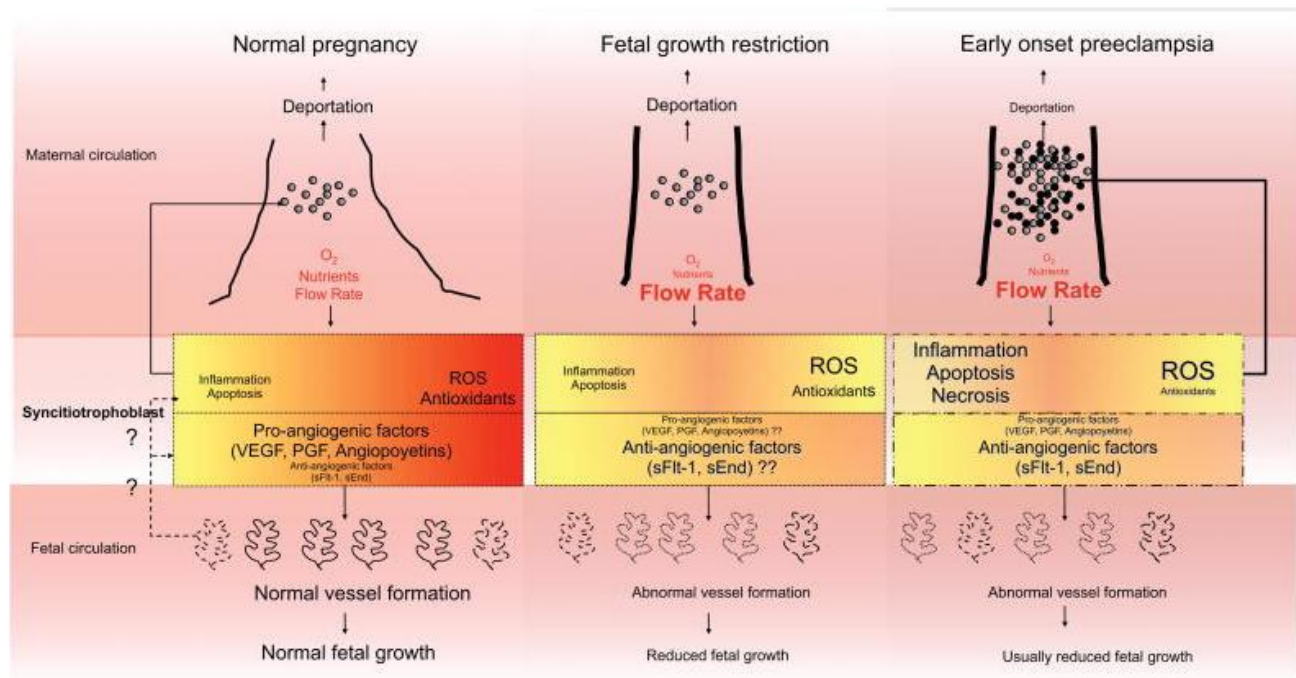 Normal pregnancy
Fetal growth restriction
Early onset preeclampsia
Deportation
Deportation
Deportation
Maternal circulation
O2
Nutrients
Flow Rate
O2
Nutrients
Flow Rate
O2
Nutrients
Flow Rate
Syncitiotrophoblast
?
?
Inflammation
Apoptosis
ROS
Antioxidants
Pro-angiogenic factors
(VEGF, PGF, Angiopoyetins)
Anti-angiogenic factors
(sFlt-1, sEnd)
Inflammation
Apoptosis
ROS
Antioxidants
Pro-angiogenic factors
(VEGF, PGF, Angiopoyetins) ??
Anti-angiogenic factors
(sFlt-1, sEnd) ??
Inflammation
Apoptosis
Necrosis
ROS
Antioxidants
Pro-angiogenic factors
(VEGF, PGF, Angiopoyetins)
Anti-angiogenic factors
(sFlt-1, sEnd)
Fetal circulation
Normal vessel formation
Abnormal vessel formation
Abnormal vessel formation
Normal fetal growth
Reduced fetal growth
Usually reduced fetal growth